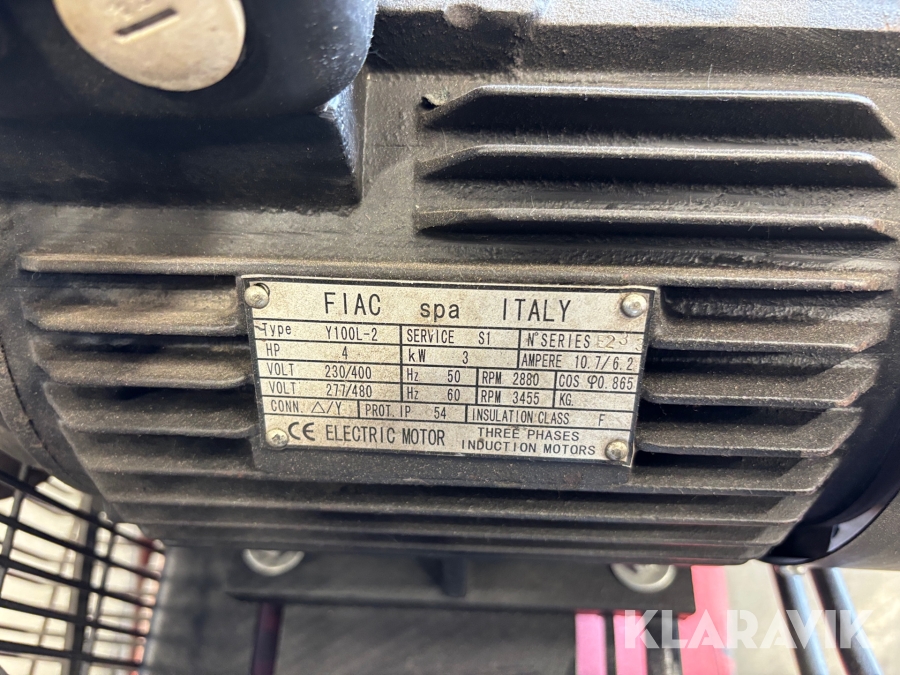 FIAC spa ITALY
Type Y100L-2 SERVICE S1 N° SERIES
HP 4 kW 3 AMPERE 10.7/6.2
VOLT 230/400 Hz 50 RPM 2880 COS φ0.865
VOLT 277/480 Hz 60 RPM 3455 KG.
CONN. △/Y PROT. IP 54 INSULATION CLASS F
CE ELECTRIC MOTOR THREE PHASES
INDUCTION MOTORS
KLARAVIK